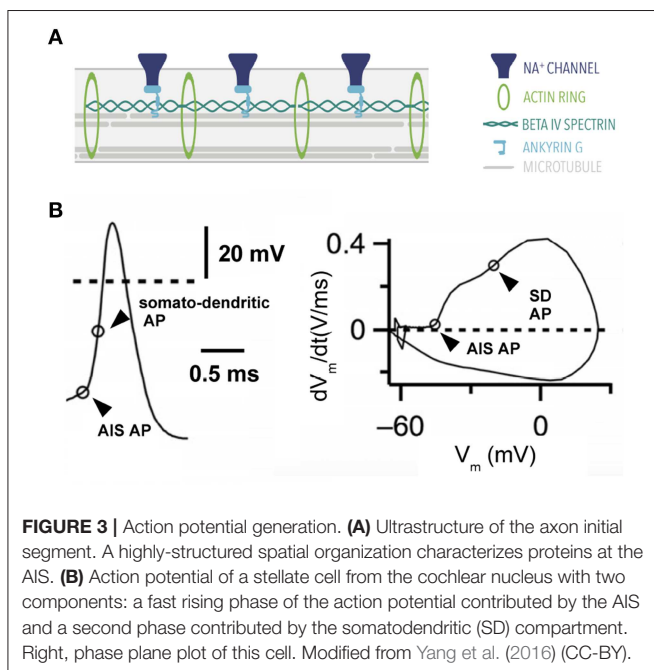 A
NA+ CHANNEL
ACTIN RING
BETA IV SPECTRIN
ANKYRIN G
MICROTUBULE
B
20 mV
somato-dendritic
AP
0.5 ms
AIS AP
dVm/dt(V/ms)
0.4
0
SD
AP
AIS AP
−60
0
Vm (mV)
FIGURE 3 | Action potential generation. (A) Ultrastructure of the axon initial
segment. A highly-structured spatial organization characterizes proteins at the
AIS. (B) Action potential of a stellate cell from the cochlear nucleus with two
components: a fast rising phase of the action potential contributed by the AIS
and a second phase contributed by the somatodendritic (SD) compartment.
Right, phase plane plot of this cell. Modified from Yang et al. (2016) (CC-BY).